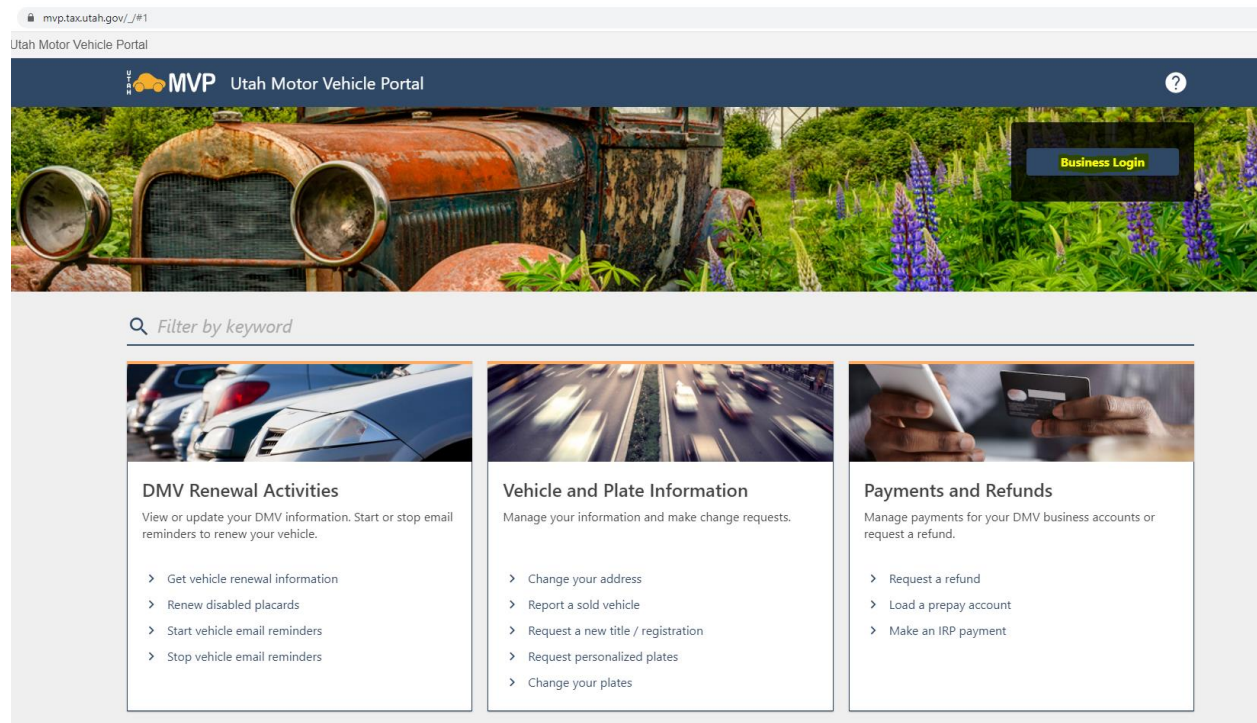 mvp.tax.utah.gov/_/#1
Utah Motor Vehicle Portal
UTAH MVP Utah Motor Vehicle Portal ?
Business Login
Filter by keyword
DMV Renewal Activities
View or update your DMV information. Start or stop email
reminders to renew your vehicle.
> Get vehicle renewal information
> Renew disabled placards
> Start vehicle email reminders
> Stop vehicle email reminders
Vehicle and Plate Information
Manage your information and make change requests.
> Change your address
> Report a sold vehicle
> Request a new title / registration
> Request personalized plates
> Change your plates
Payments and Refunds
Manage payments for your DMV business accounts or
request a refund.
> Request a refund
> Load a prepay account
> Make an IRP payment